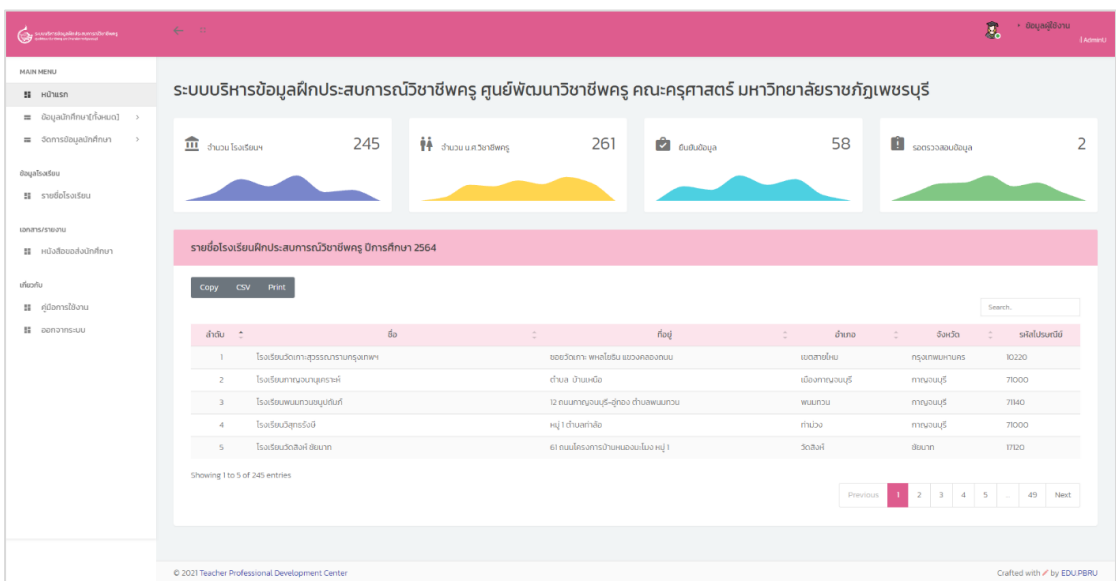 ระบบบริหารข้อมูลฝึกประสบการณ์วิชาชีพครู
ข้อมูลผู้ใช้งาน
[AdminU
MAIN MENU
หน้าแรก
ข้อมูลนักศึกษา[ทั้งหมด]
จัดการข้อมูลนักศึกษา
ข้อมูลโรงเรียน
รายชื่อโรงเรียน
เอกสาร/รายงาน
หนังสือขอส่งนักศึกษา
เกี่ยวกับ
คู่มือการใช้งาน
ออกจากระบบ
ระบบบริหารข้อมูลฝึกประสบการณ์วิชาชีพครู ศูนย์พัฒนาวิชาชีพครู คณะครุศาสตร์ มหาวิทยาลัยราชภัฏเพชรบุรี
จำนวน โรงเรียนฯ 245
จำนวน น.ศ.วิชาชีพครู 261
ยืนยันข้อมูล 58
รอตรวจสอบข้อมูล 2
รายชื่อโรงเรียนฝึกประสบการณ์วิชาชีพครู ปีการศึกษา 2564
Copy CSV Print
Search..
ลำดับ ชื่อ ที่อยู่ อำเภอ จังหวัด รหัสไปรษณีย์
1 โรงเรียนวัดเกาะสุวรรณารามกรุงเทพฯ ซอยวัดเกาะ พหลโยธิน แขวงคลองถนน เขตสายไหม กรุงเทพมหานคร 10220
2 โรงเรียนกาญจนานุเคราะห์ ตำบล บ้านเหนือ เมืองกาญจนบุรี กาญจนบุรี 71000
3 โรงเรียนพนมทวนชนูปถัมภ์ 12 ถนนกาญจนบุรี-อู่ทอง ตำบลพนมทวน พนมทวน กาญจนบุรี 71140
4 โรงเรียนวิสุทธรังษี หมู่ 1 ตำบลท่าล้อ ท่าม่วง กาญจนบุรี 71000
5 โรงเรียนวัดสิงห์ ชัยนาท 61 ถนนโครงการบ้านหนองมะโมง หมู่ 1 วัดสิงห์ ชัยนาท 17120
Showing 1 to 5 of 245 entries
Previous 1 2 3 4 5 ... 49 Next
© 2021 Teacher Professional Development Center
Crafted with by EDU.PBRU